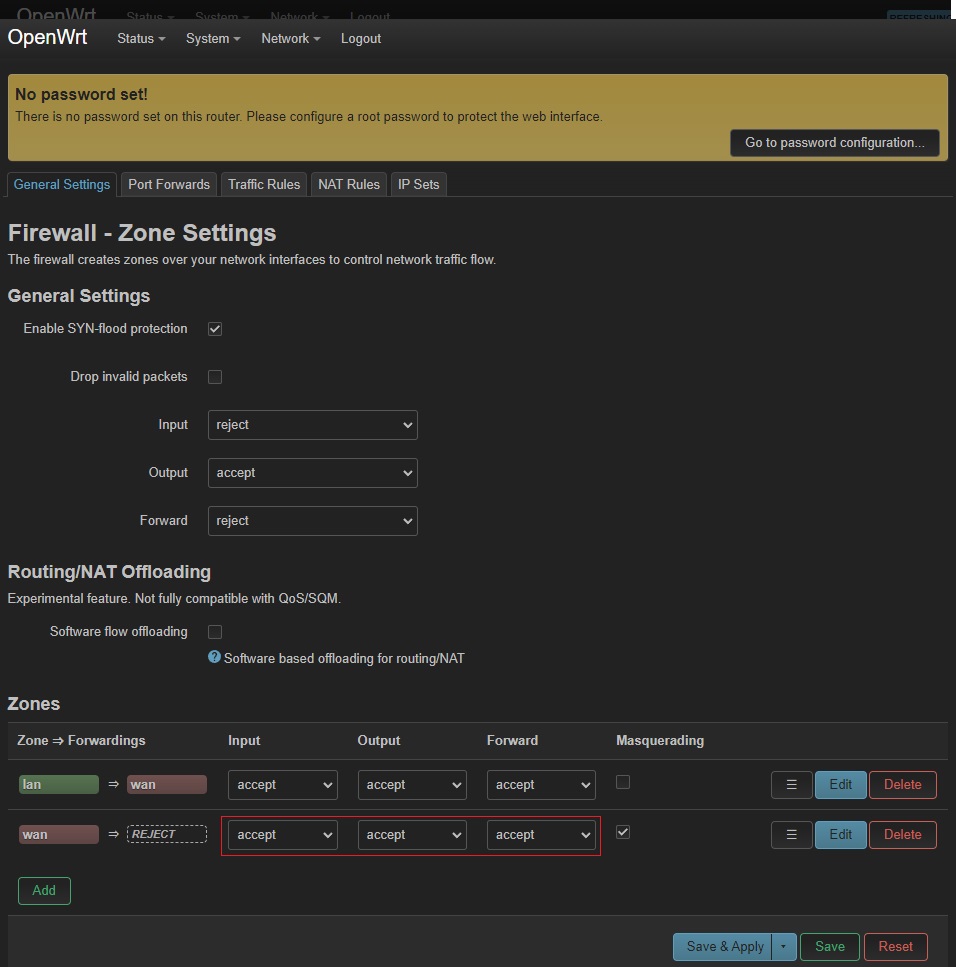 OpenWrt Status System Network Logout REFRESHING
OpenWrt Status System Network Logout
No password set!
There is no password set on this router. Please configure a root password to protect the web interface.
Go to password configuration...
General Settings Port Forwards Traffic Rules NAT Rules IP Sets
Firewall - Zone Settings
The firewall creates zones over your network interfaces to control network traffic flow.
General Settings
Enable SYN-flood protection
Drop invalid packets
Input reject
Output accept
Forward reject
Routing/NAT Offloading
Experimental feature. Not fully compatible with QoS/SQM.
Software flow offloading
? Software based offloading for routing/NAT
Zones
Zone ⇒ Forwardings Input Output Forward Masquerading
lan ⇒ wan accept accept accept ☰ Edit Delete
wan ⇒ REJECT accept accept accept ☰ Edit Delete
Add
Save & Apply Save Reset